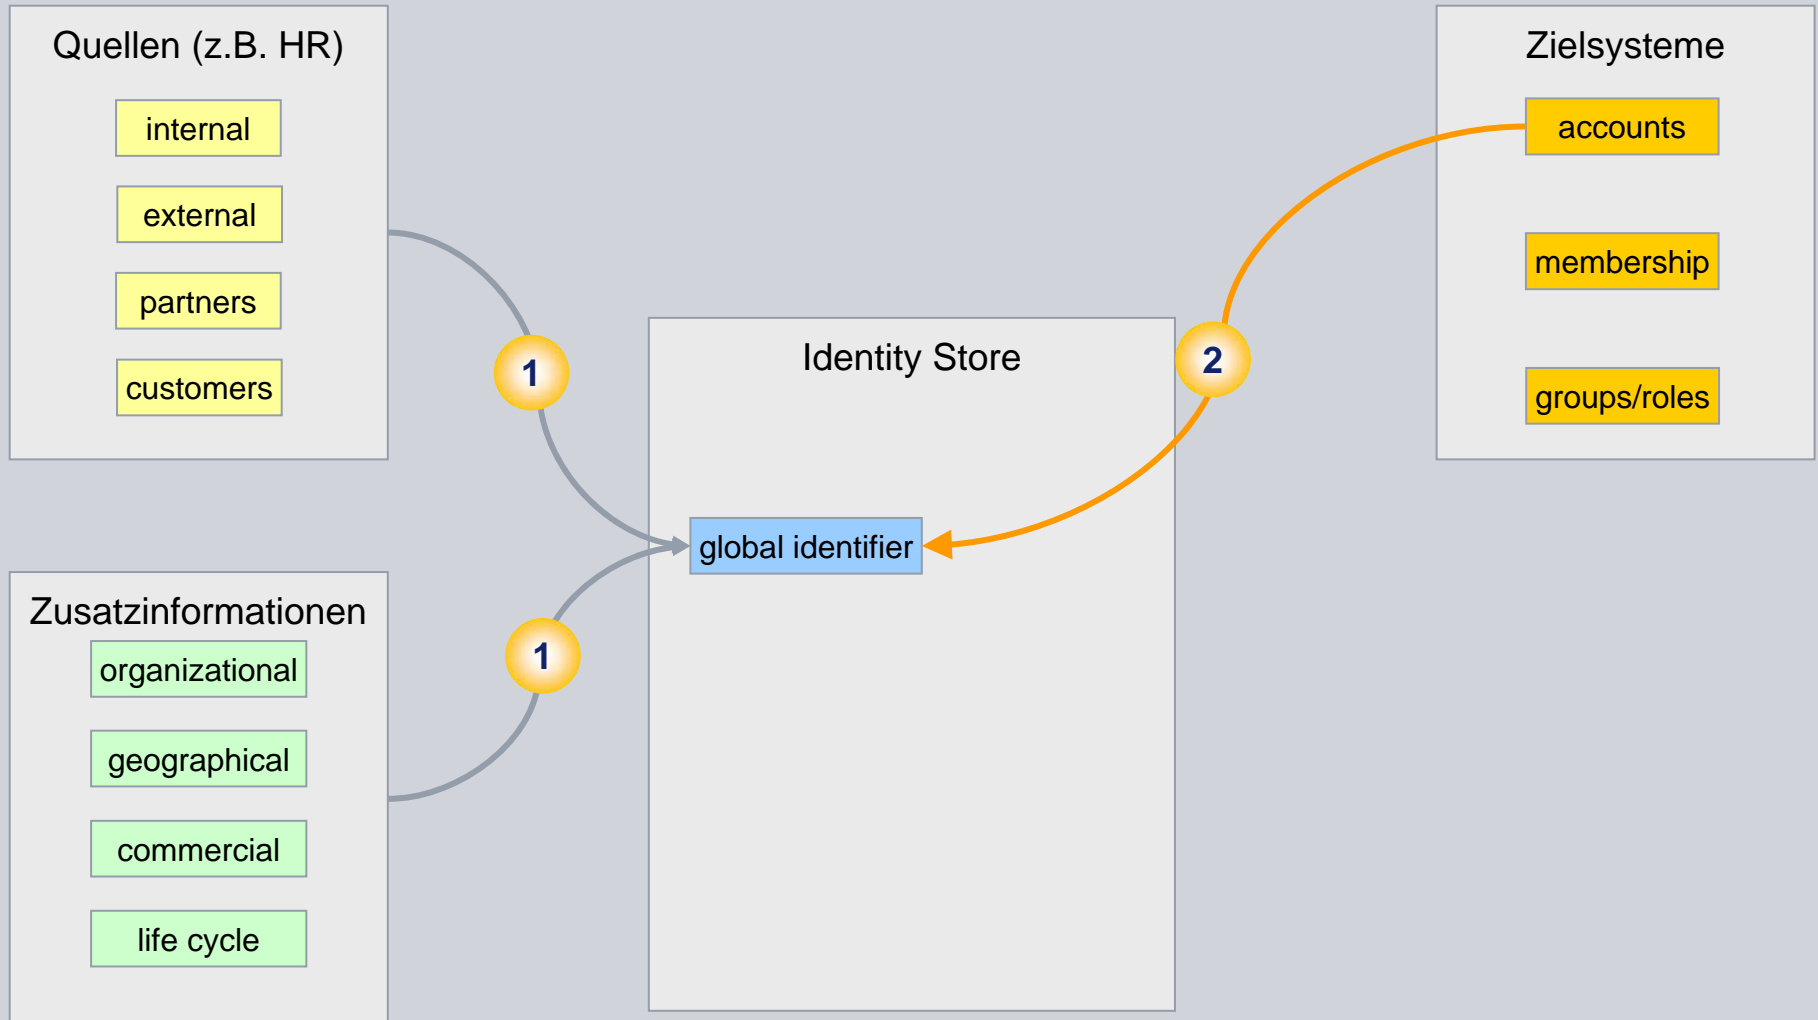 Quellen (z.B. HR)
internal
external
partners
customers
1
Zusatzinformationen
organizational
geographical
commercial
life cycle
1
Identity Store
global identifier
2
Zielsysteme
accounts
membership
groups/roles